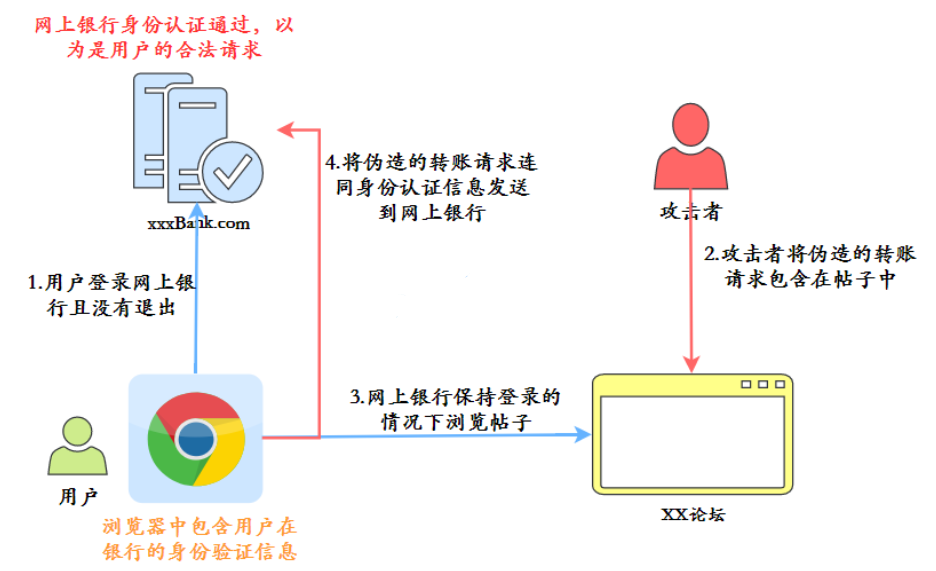 网上银行身份认证通过，以
为是用户的合法请求
xxxBank.com
4.将伪造的转账请求连
同身份认证信息发送
到网上银行
攻击者
2.攻击者将伪造的转账
请求包含在帖子中
1.用户登录网上银
行且没有退出
3.网上银行保持登录的
情况下浏览帖子
用户
XX论坛
浏览器中包含用户在
银行的身份验证信息